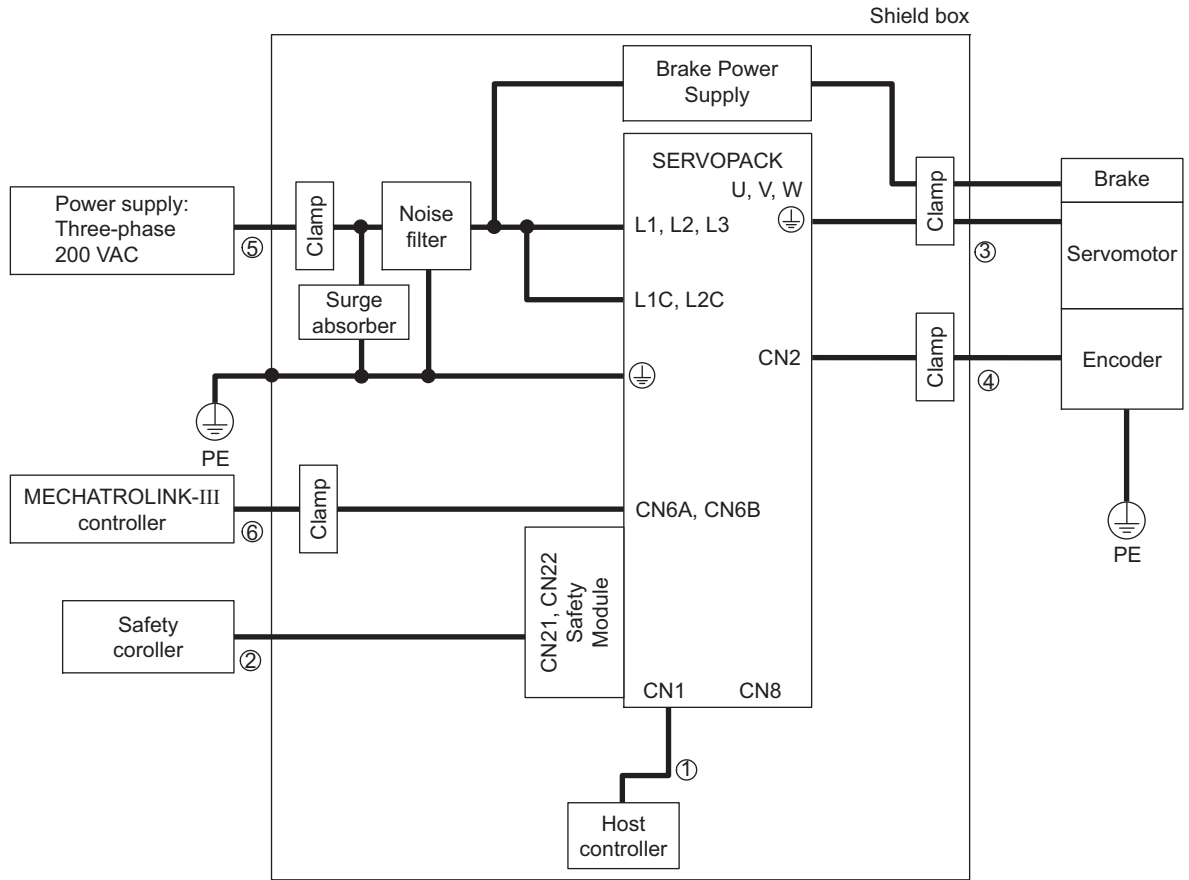 Shield box
Brake Power
Supply
SERVOPACK
U, V, W
Power supply:
Three-phase
200 VAC
⑤
Clamp
Noise
filter
L1, L2, L3
Clamp
③
Brake
Servomotor
Surge
absorber
L1C, L2C
CN2
Clamp
④
Encoder
PE
MECHATROLINK-III
controller
⑥
Clamp
CN6A, CN6B
PE
CN21, CN22
Safety
Module
Safety
coroller
②
CN1
CN8
①
Host
controller